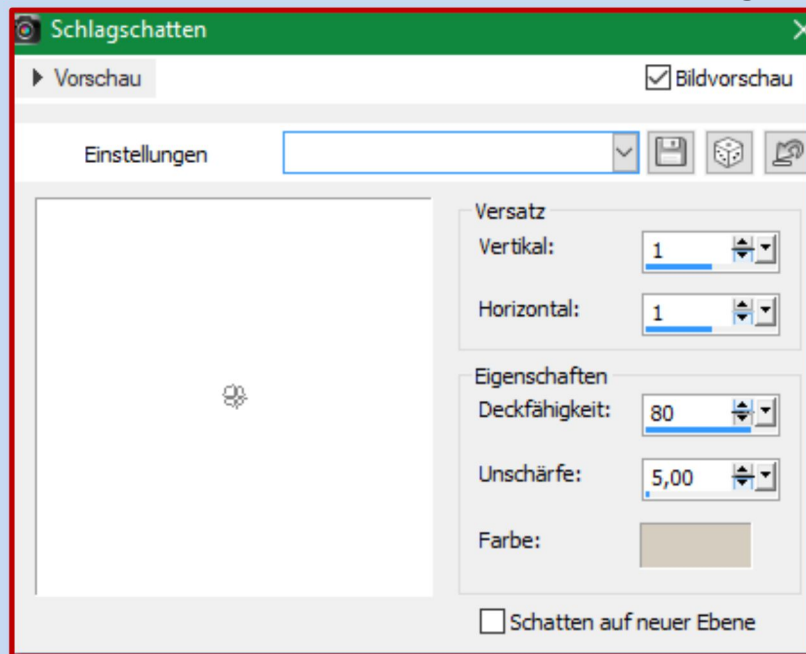 Schlagschatten
Vorschau
Bildvorschau
Einstellungen
Versatz
Vertikal: 1
Horizontal: 1
Eigenschaften
Deckfähigkeit: 80
Unschärfe: 5,00
Farbe:
Schatten auf neuer Ebene